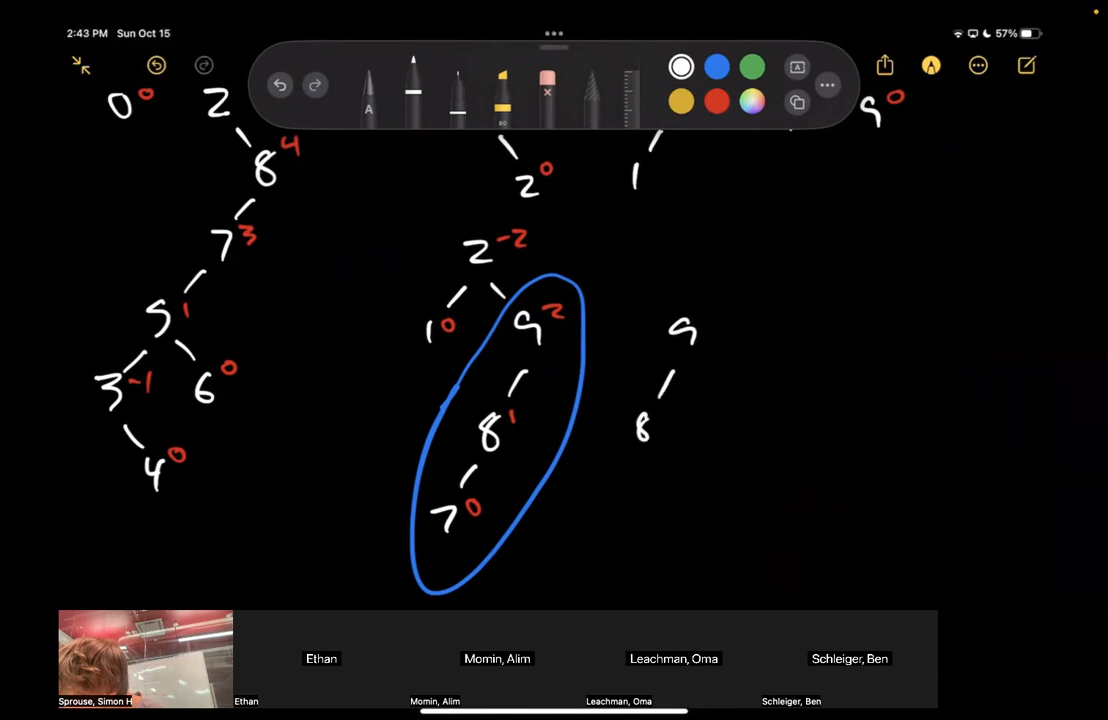 2:43 PM Sun Oct 15
57%
A
80
A
0 0 2 9 0
8 4
2 0
1
7 3
2 -2
5 1
1 0
9 2
9
3 -1
6 0
8 1
8
4 0
7 0
Ethan
Momin, Alim
Leachman, Oma
Schleiger, Ben
Sprouse, Simon H
Ethan
Momin, Alim
Leachman, Oma
Schleiger, Ben